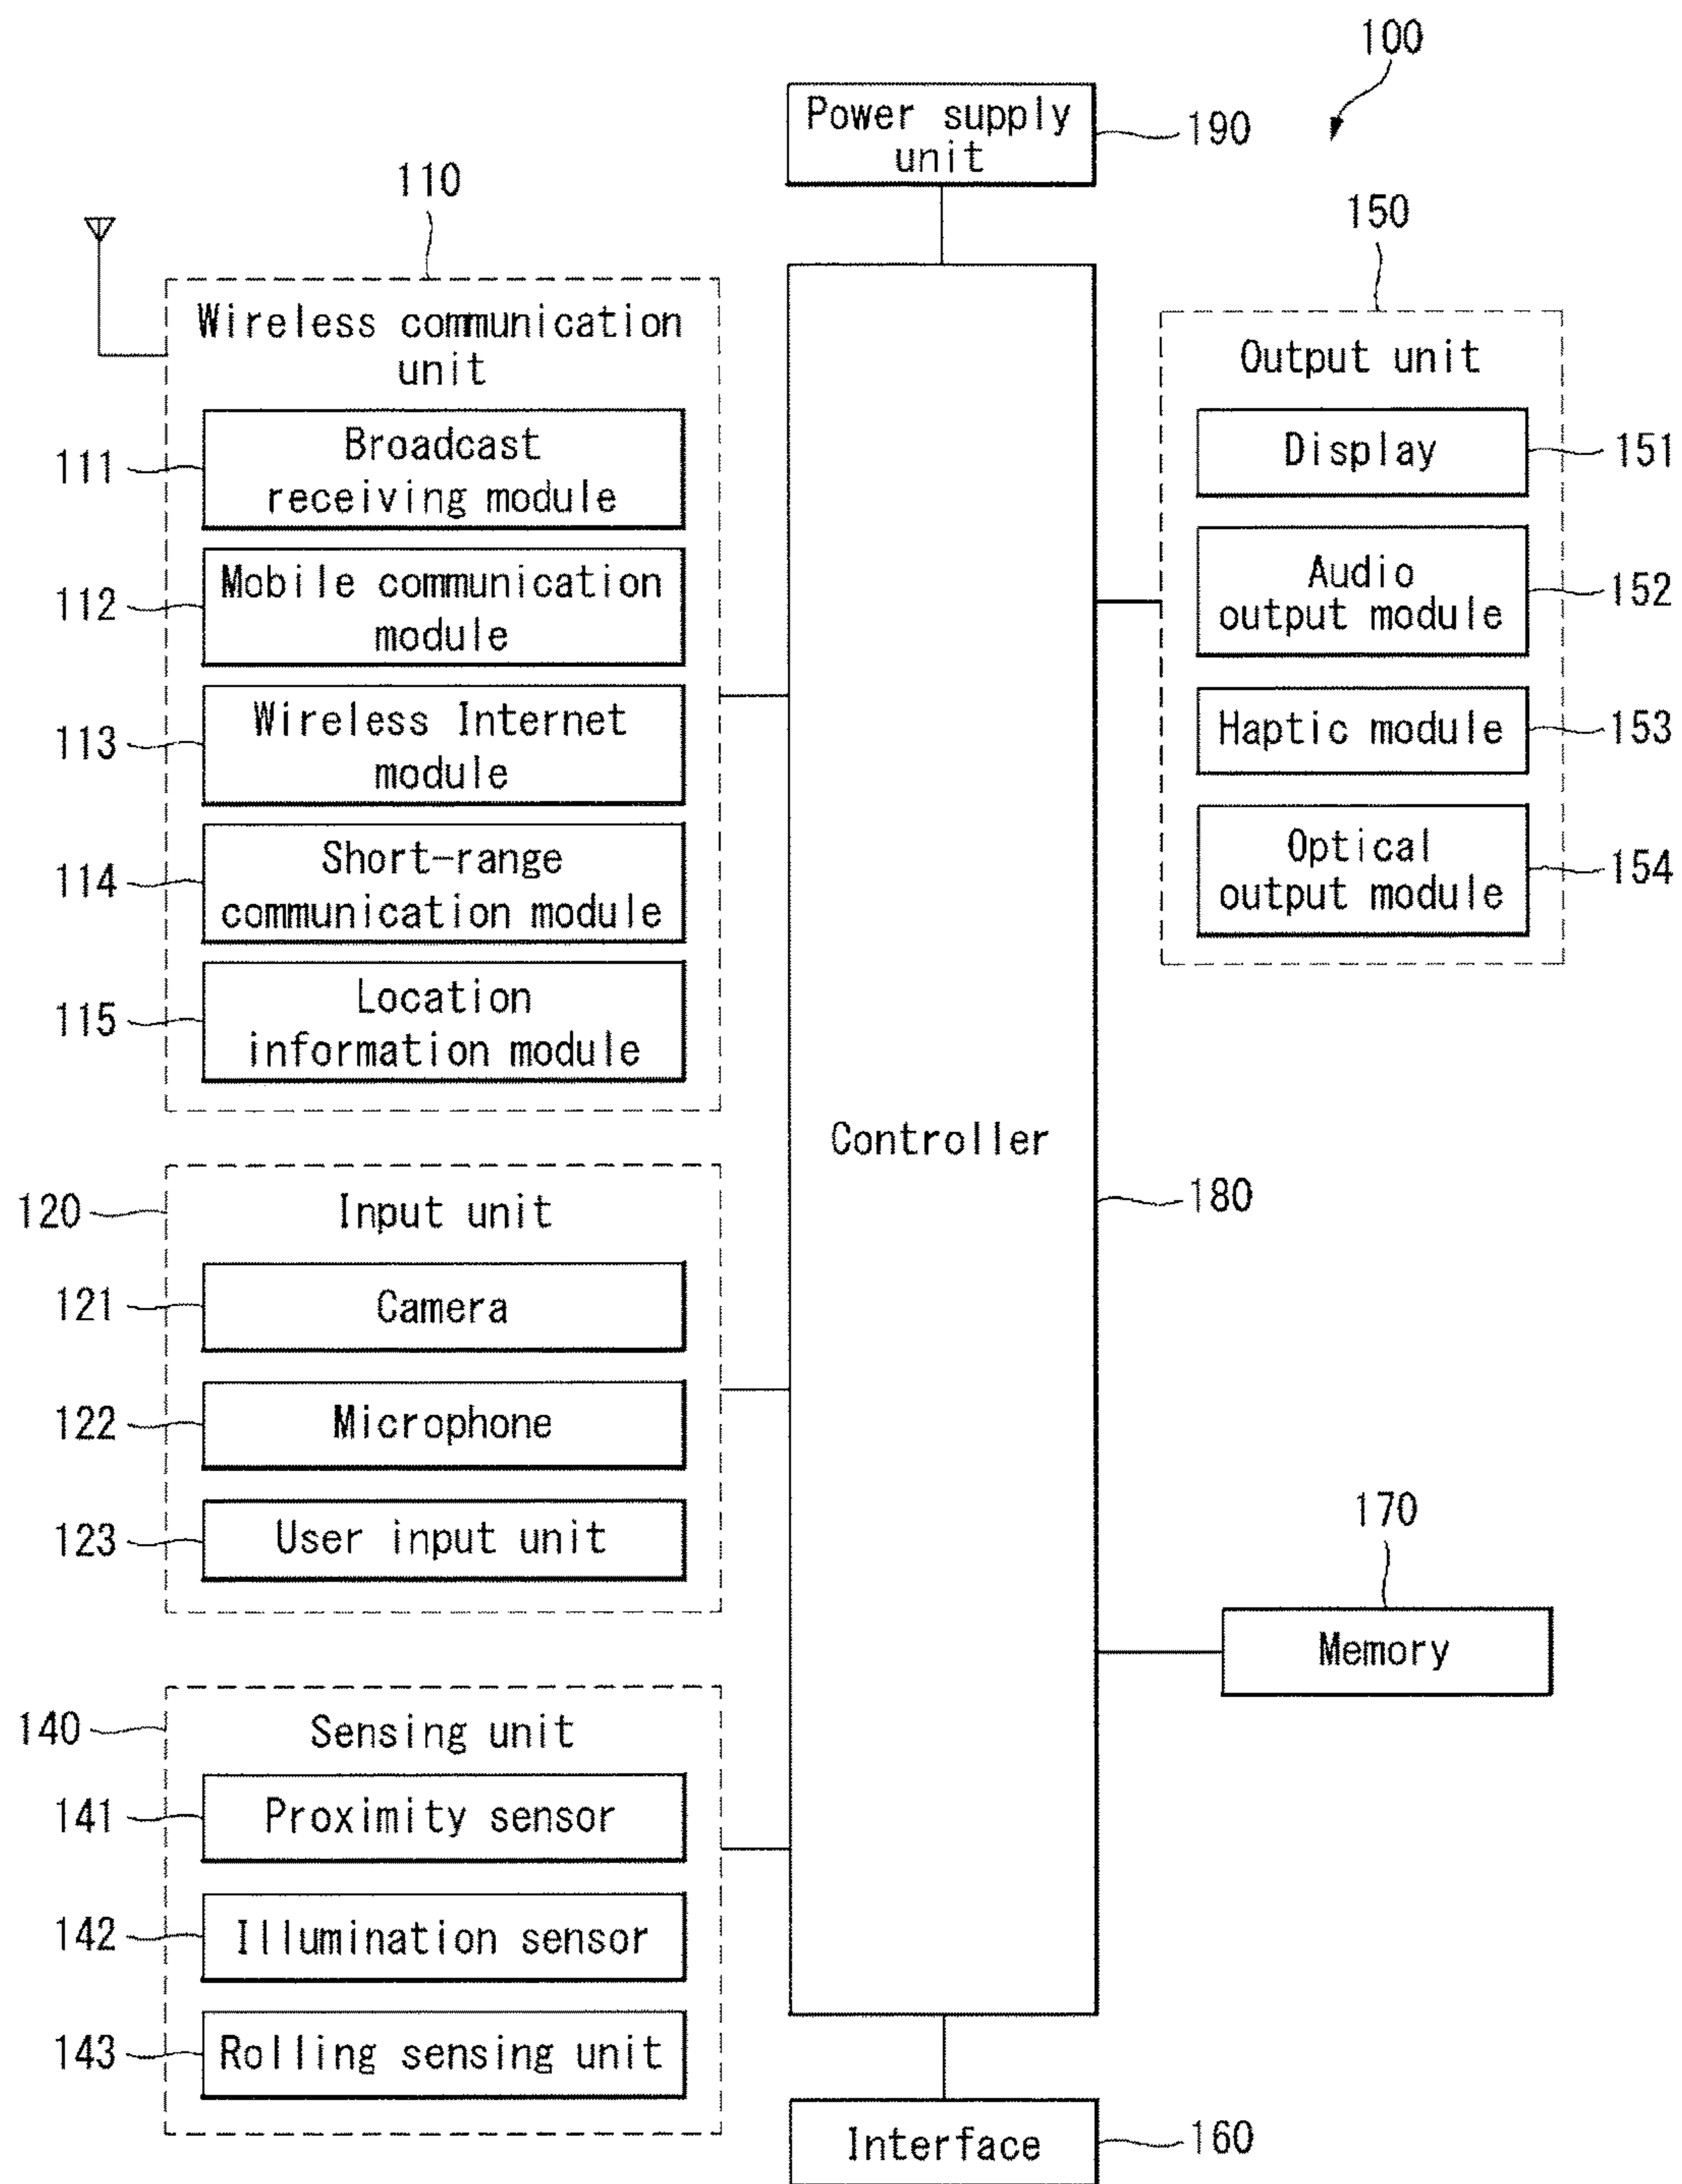 100
Power supply
unit
190
110
150
Wireless communication
unit
111
Broadcast
receiving module
112
Mobile communication
module
113
Wireless Internet
module
114
Short-range
communication module
115
Location
information module
Output unit
Display
151
Audio
output module
152
Haptic module
153
Optical
output module
154
Controller
180
120
Input unit
121
Camera
122
Microphone
123
User input unit
170
Memory
140
Sensing unit
141
Proximity sensor
142
Illumination sensor
143
Rolling sensing unit
Interface
160